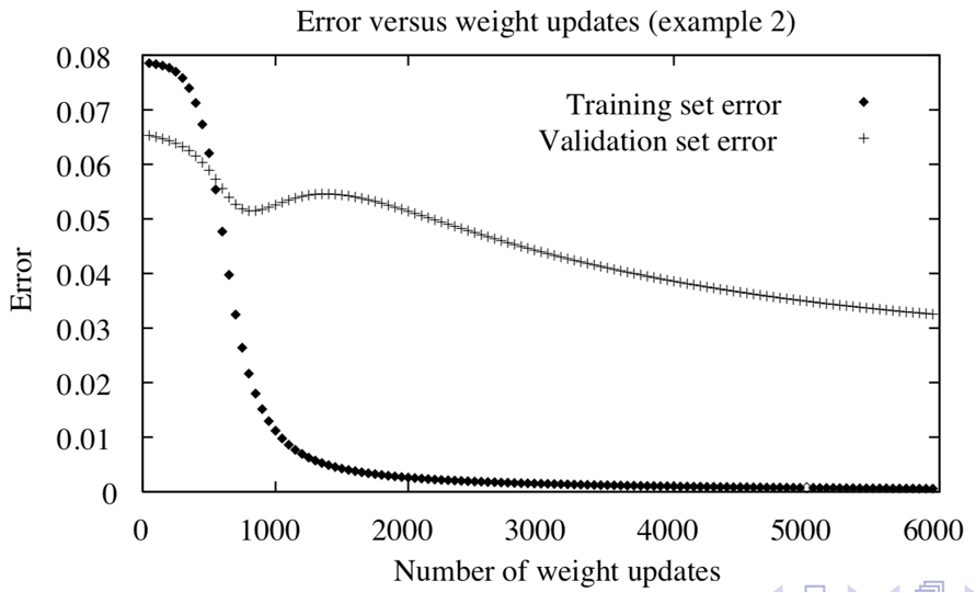 Error versus weight updates (example 2)
0.08
0.07
0.06
0.05
0.04
0.03
0.02
0.01
0
Error
Training set error
Validation set error
0 1000 2000 3000 4000 5000 6000
Number of weight updates